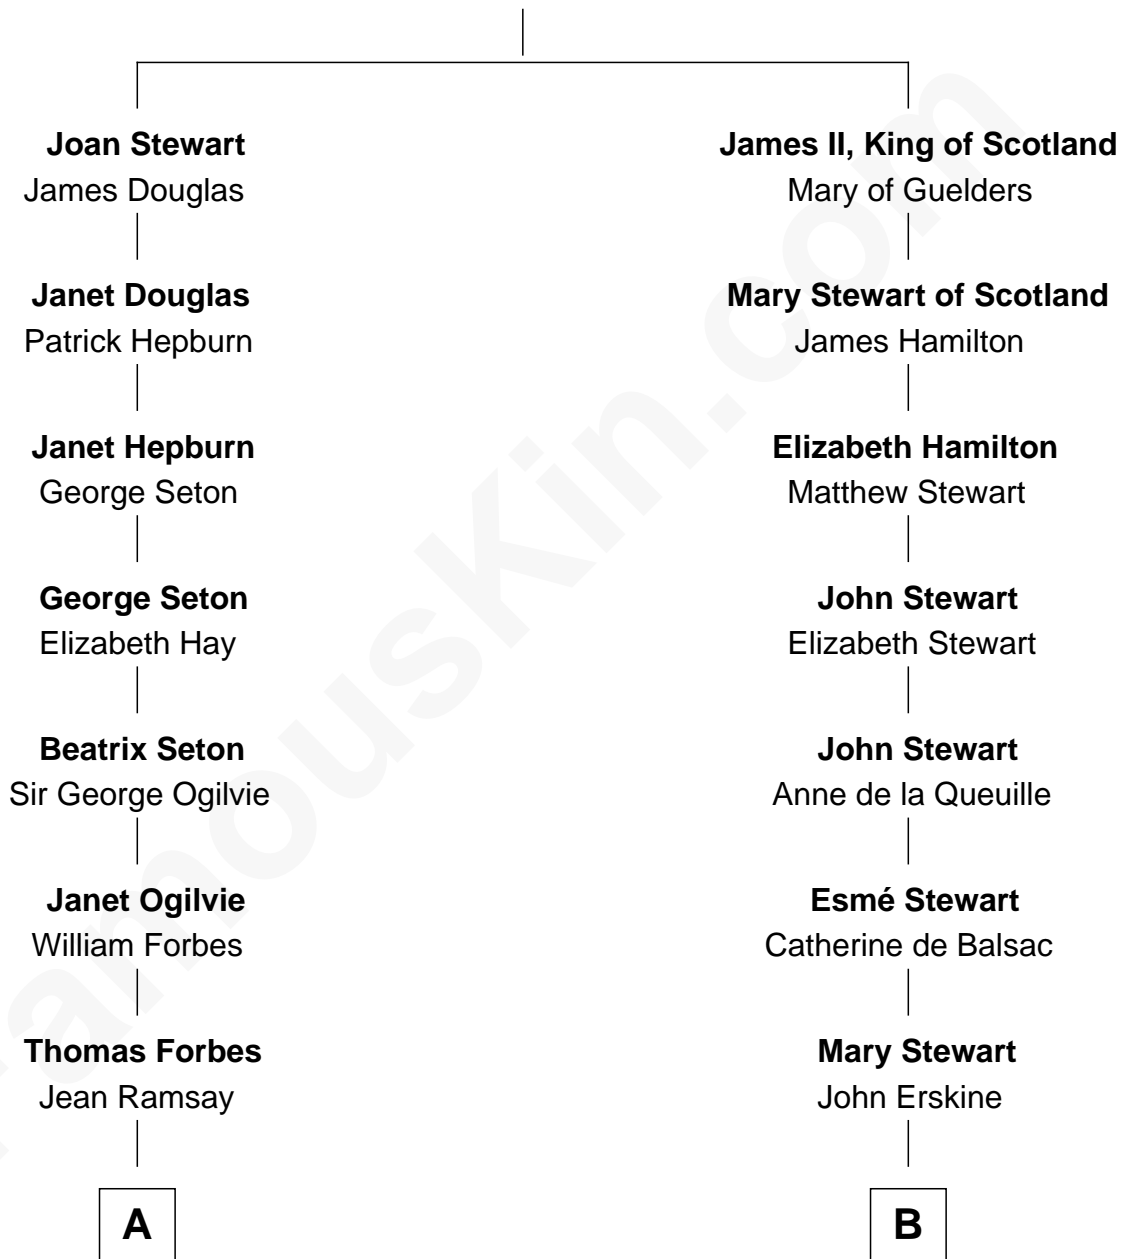 Joan Stewart
James Douglas
Janet Douglas
Patrick Hepburn
Janet Hepburn
George Seton
George Seton
Elizabeth Hay
Beatrix Seton
Sir George Ogilvie
Janet Ogilvie
William Forbes
Thomas Forbes
Jean Ramsay
A
James II, King of Scotland
Mary of Guelders
Mary Stewart of Scotland
James Hamilton
Elizabeth Hamilton
Matthew Stewart
John Stewart
Elizabeth Stewart
John Stewart
Anne de la Queuille
Esmé Stewart
Catherine de Balsac
Mary Stewart
John Erskine
B
FamousKin.com